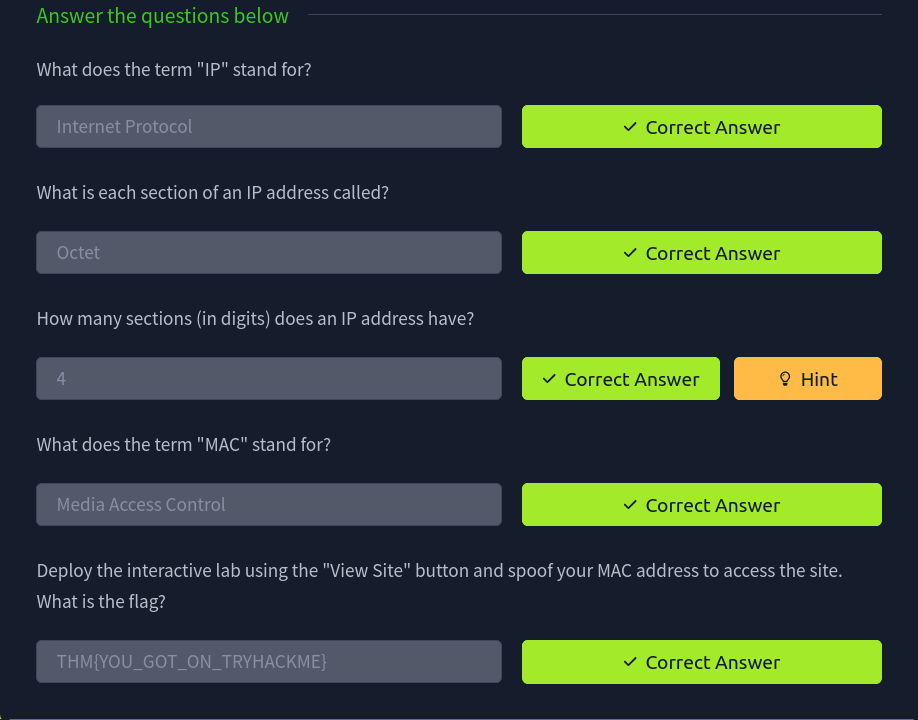 Answer the questions below
What does the term "IP" stand for?
Internet Protocol
Correct Answer
What is each section of an IP address called?
Octet
Correct Answer
How many sections (in digits) does an IP address have?
4
Correct Answer
Hint
What does the term "MAC" stand for?
Media Access Control
Correct Answer
Deploy the interactive lab using the "View Site" button and spoof your MAC address to access the site.
What is the flag?
THM{YOU_GOT_ON_TRYHACKME}
Correct Answer